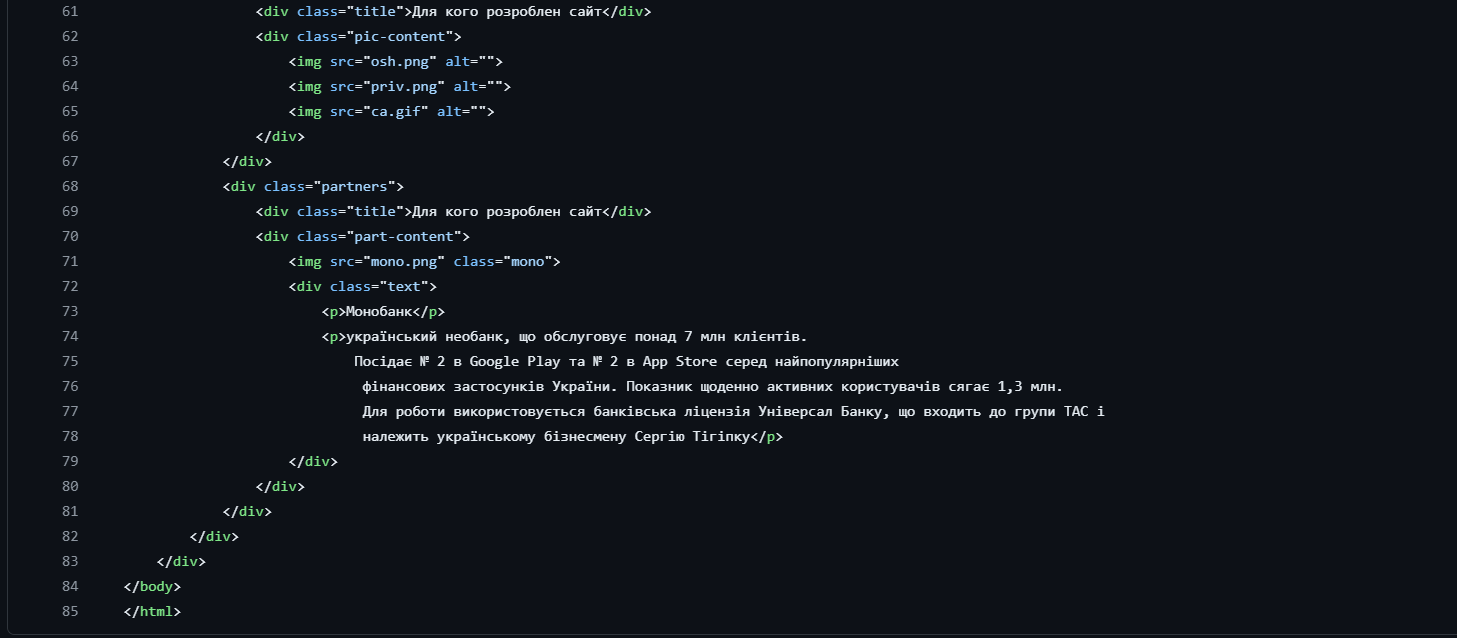 61 <div class="title">Для кого розроблен сайт</div>
62 <div class="pic-content">
63 <img src="osh.png" alt="">
64 <img src="priv.png" alt="">
65 <img src="ca.gif" alt="">
66 </div>
67 </div>
68 <div class="partners">
69 <div class="title">Для кого розроблен сайт</div>
70 <div class="part-content">
71 <img src="mono.png" class="mono">
72 <div class="text">
73 <p>Монобанк</p>
74 <p>український необанк, що обслуговує понад 7 млн клієнтів.
75 Посідає № 2 в Google Play та № 2 в App Store серед найпопулярніших
76 фінансових застосунків України. Показник щоденно активних користувачів сягає 1,3 млн.
77 Для роботи використовується банківська ліцензія Універсал Банку, що входить до групи ТАС і
78 належить українському бізнесмену Сергію Тігіпку</p>
79 </div>
80 </div>
81 </div>
82 </div>
83 </div>
84 </body>
85 </html>